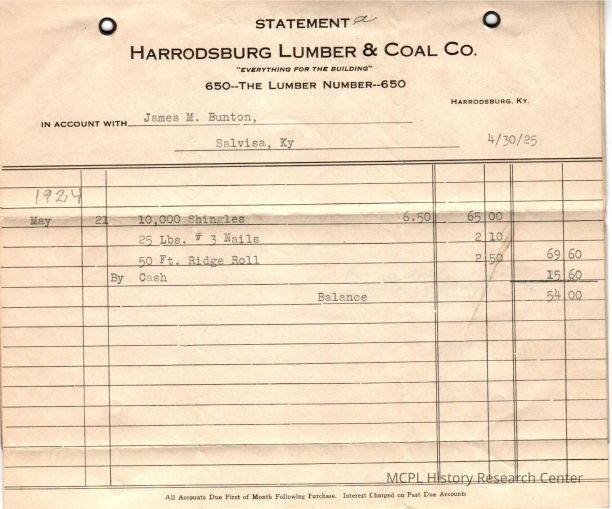 STATEMENT
HARRODSBURG LUMBER & COAL CO.
"EVERYTHING FOR THE BUILDING"
650--THE LUMBER NUMBER--650
HARRODSBURG, KY.
IN ACCOUNT WITH James M. Bunton,
Salvisa, Ky 4/30/25
1924
May 21 10,000 Shingles 6.50 65 00
25 Lbs. # 3 Nails 2 10
50 Ft. Ridge Roll 2 50 69 60
By Cash 15 60
Balance 54 00
MCPL History Research Center
All Accounts Due First of Month Following Purchase. Interest Charged on Past Due Accounts